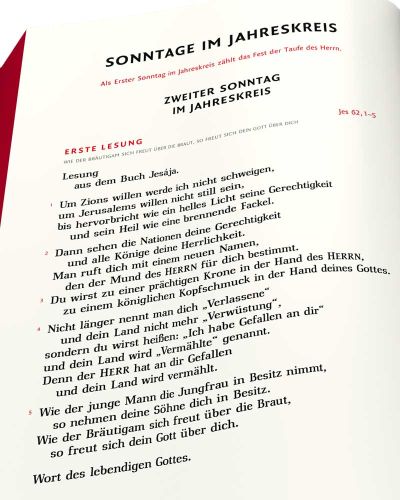 SONNTAGE IM JAHRESKREIS
Als Erster Sonntag im Jahreskreis zählt das Fest der Taufe des Herrn.
ZWEITER SONNTAG
IM JAHRESKREIS
ERSTE LESUNG
Jes 62, 1–5
WIE DER BRÄUTIGAM SICH FREUT ÜBER DIE BRAUT, SO FREUT SICH DEIN GOTT ÜBER DICH
Lesung
aus dem Buch Jesája.
1 Um Zions willen werde ich nicht schweigen,
um Jerusalems willen nicht still sein,
bis hervorbricht wie ein helles Licht seine Gerechtigkeit
und sein Heil wie eine brennende Fackel.
2 Dann sehen die Nationen deine Gerechtigkeit
und alle Könige deine Herrlichkeit.
Man ruft dich mit einem neuen Namen,
den der Mund des HERRN für dich bestimmt.
3 Du wirst zu einer prächtigen Krone in der Hand des HERRN,
zu einem königlichen Kopfschmuck in der Hand deines Gottes.
4 Nicht länger nennt man dich „Verlassene“
und dein Land nicht mehr „Verwüstung“,
sondern du wirst heißen: „Ich habe Gefallen an dir“
und dein Land wird „Vermählte“ genannt.
Denn der HERR hat an dir Gefallen
und dein Land wird vermählt.
5 Wie der junge Mann die Jungfrau in Besitz nimmt,
so nehmen deine Söhne dich in Besitz.
Wie der Bräutigam sich freut über die Braut,
so freut sich dein Gott über dich.
Wort des lebendigen Gottes.